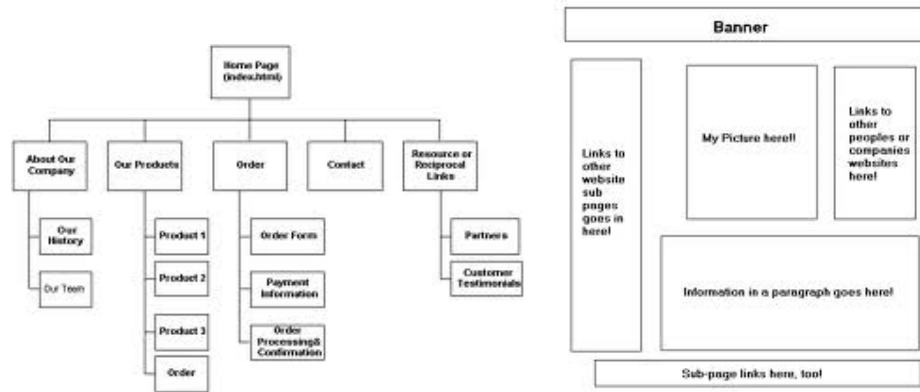 Home Page
(index.html)
About Our
Company
Our Products
Order
Contact
Resource or
Reciprocal
Links
Our
History
Our Team
Product 1
Product 2
Product 3
Order
Order Form
Payment
Information
Order
Processing&
Confirmation
Partners
Customer
Testimonials
Banner
Links to
other
website
sub
pages
goes in
here!
My Picture here!!
Links to
other
peoples or
companies
websites
here!
Information in a paragraph goes here!
Sub-page links here, too!